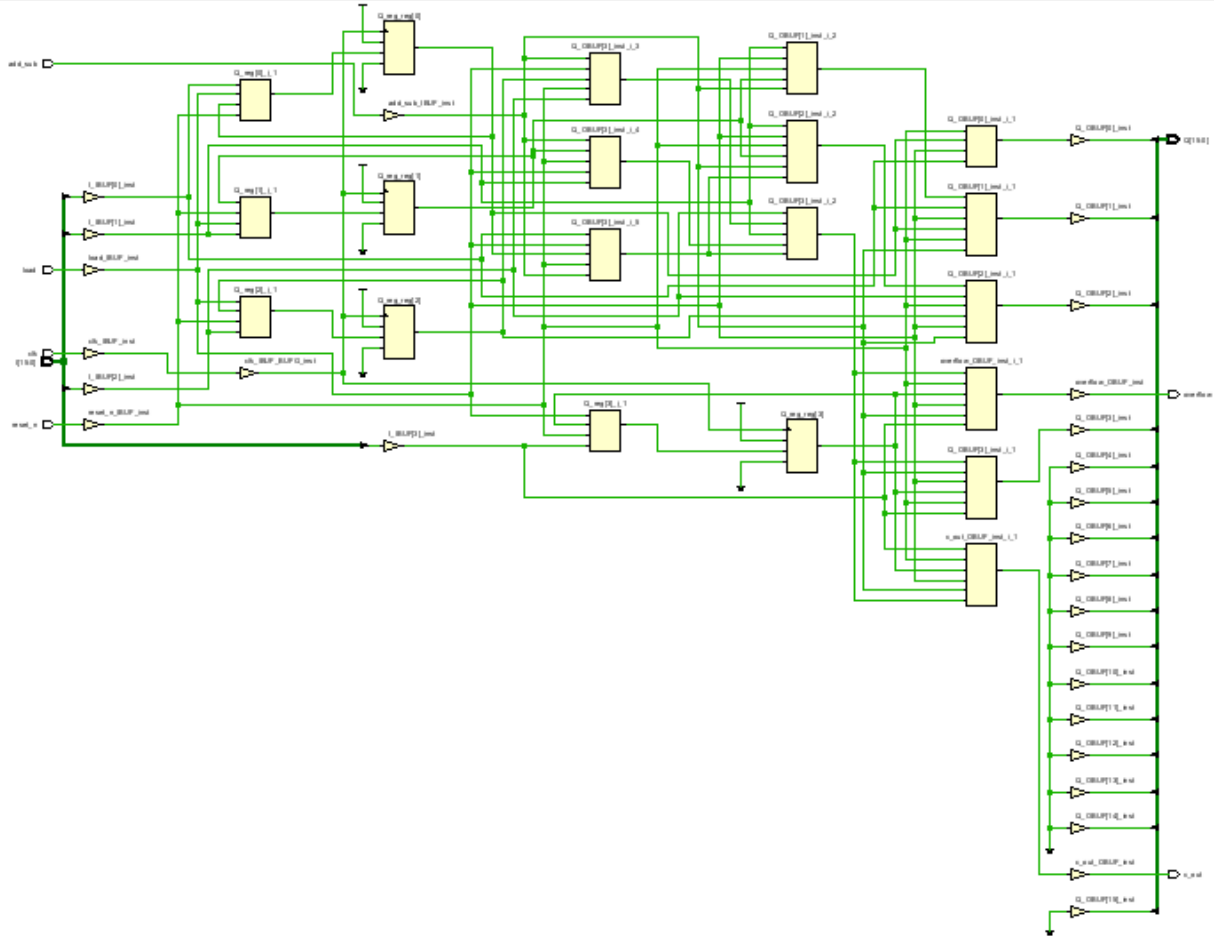 Q_reg_reg[0]
Q_OBUF[1]_inst_i_2
Q_OBUF[3]_inst_i_3
add_sub
Q_reg[0]_i_1
add_sub_IBUF_inst
Q_OBUF[2]_inst_i_2
Q_OBUF[0]_inst_i_1
Q_OBUF[0]_inst
Q_OBUF[3]_inst_i_4
Q[15:0]
Q_reg_reg[1]
I_IBUF[0]_inst
Q_reg[1]_i_1
Q_OBUF[1]_inst_i_1
Q_OBUF[3]_inst_i_2
Q_OBUF[1]_inst
I_IBUF[1]_inst
Q_OBUF[3]_inst_i_5
load
load_IBUF_inst
Q_OBUF[2]_inst_i_1
Q_reg[2]_i_1
Q_reg_reg[2]
Q_OBUF[2]_inst
clk
clk_IBUF_inst
I[15:0]
clk_IBUF_BUFG_inst
overflow_OBUF_inst_i_1
I_IBUF[2]_inst
overflow_OBUF_inst
overflow
Q_reg[3]_i_1
reset_n
reset_n_IBUF_inst
Q_reg_reg[3]
Q_OBUF[3]_inst
I_IBUF[3]_inst
Q_OBUF[3]_inst_i_1
Q_OBUF[4]_inst
Q_OBUF[5]_inst
Q_OBUF[6]_inst
c_out_OBUF_inst_i_1
Q_OBUF[7]_inst
Q_OBUF[8]_inst
Q_OBUF[9]_inst
Q_OBUF[10]_inst
Q_OBUF[11]_inst
Q_OBUF[12]_inst
Q_OBUF[13]_inst
Q_OBUF[14]_inst
c_out_OBUF_inst
c_out
Q_OBUF[15]_inst